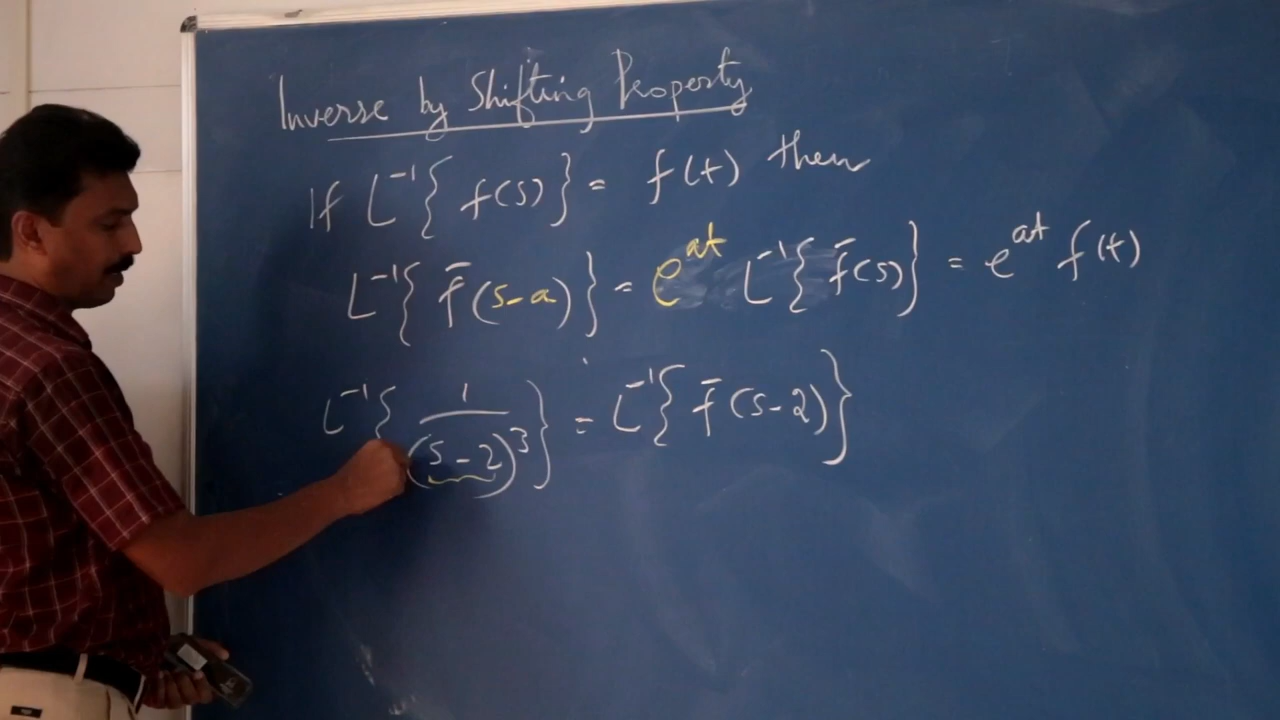 Inverse by Shifting Property
If L⁻¹{ f(s) } = f(t) then
L⁻¹{ f̄(s-a) } = e^{at} L⁻¹{ f̄(s) } = e^{at} f(t)
L⁻¹{ 1/(s-2)³ } = L⁻¹{ f̄(s-2) }